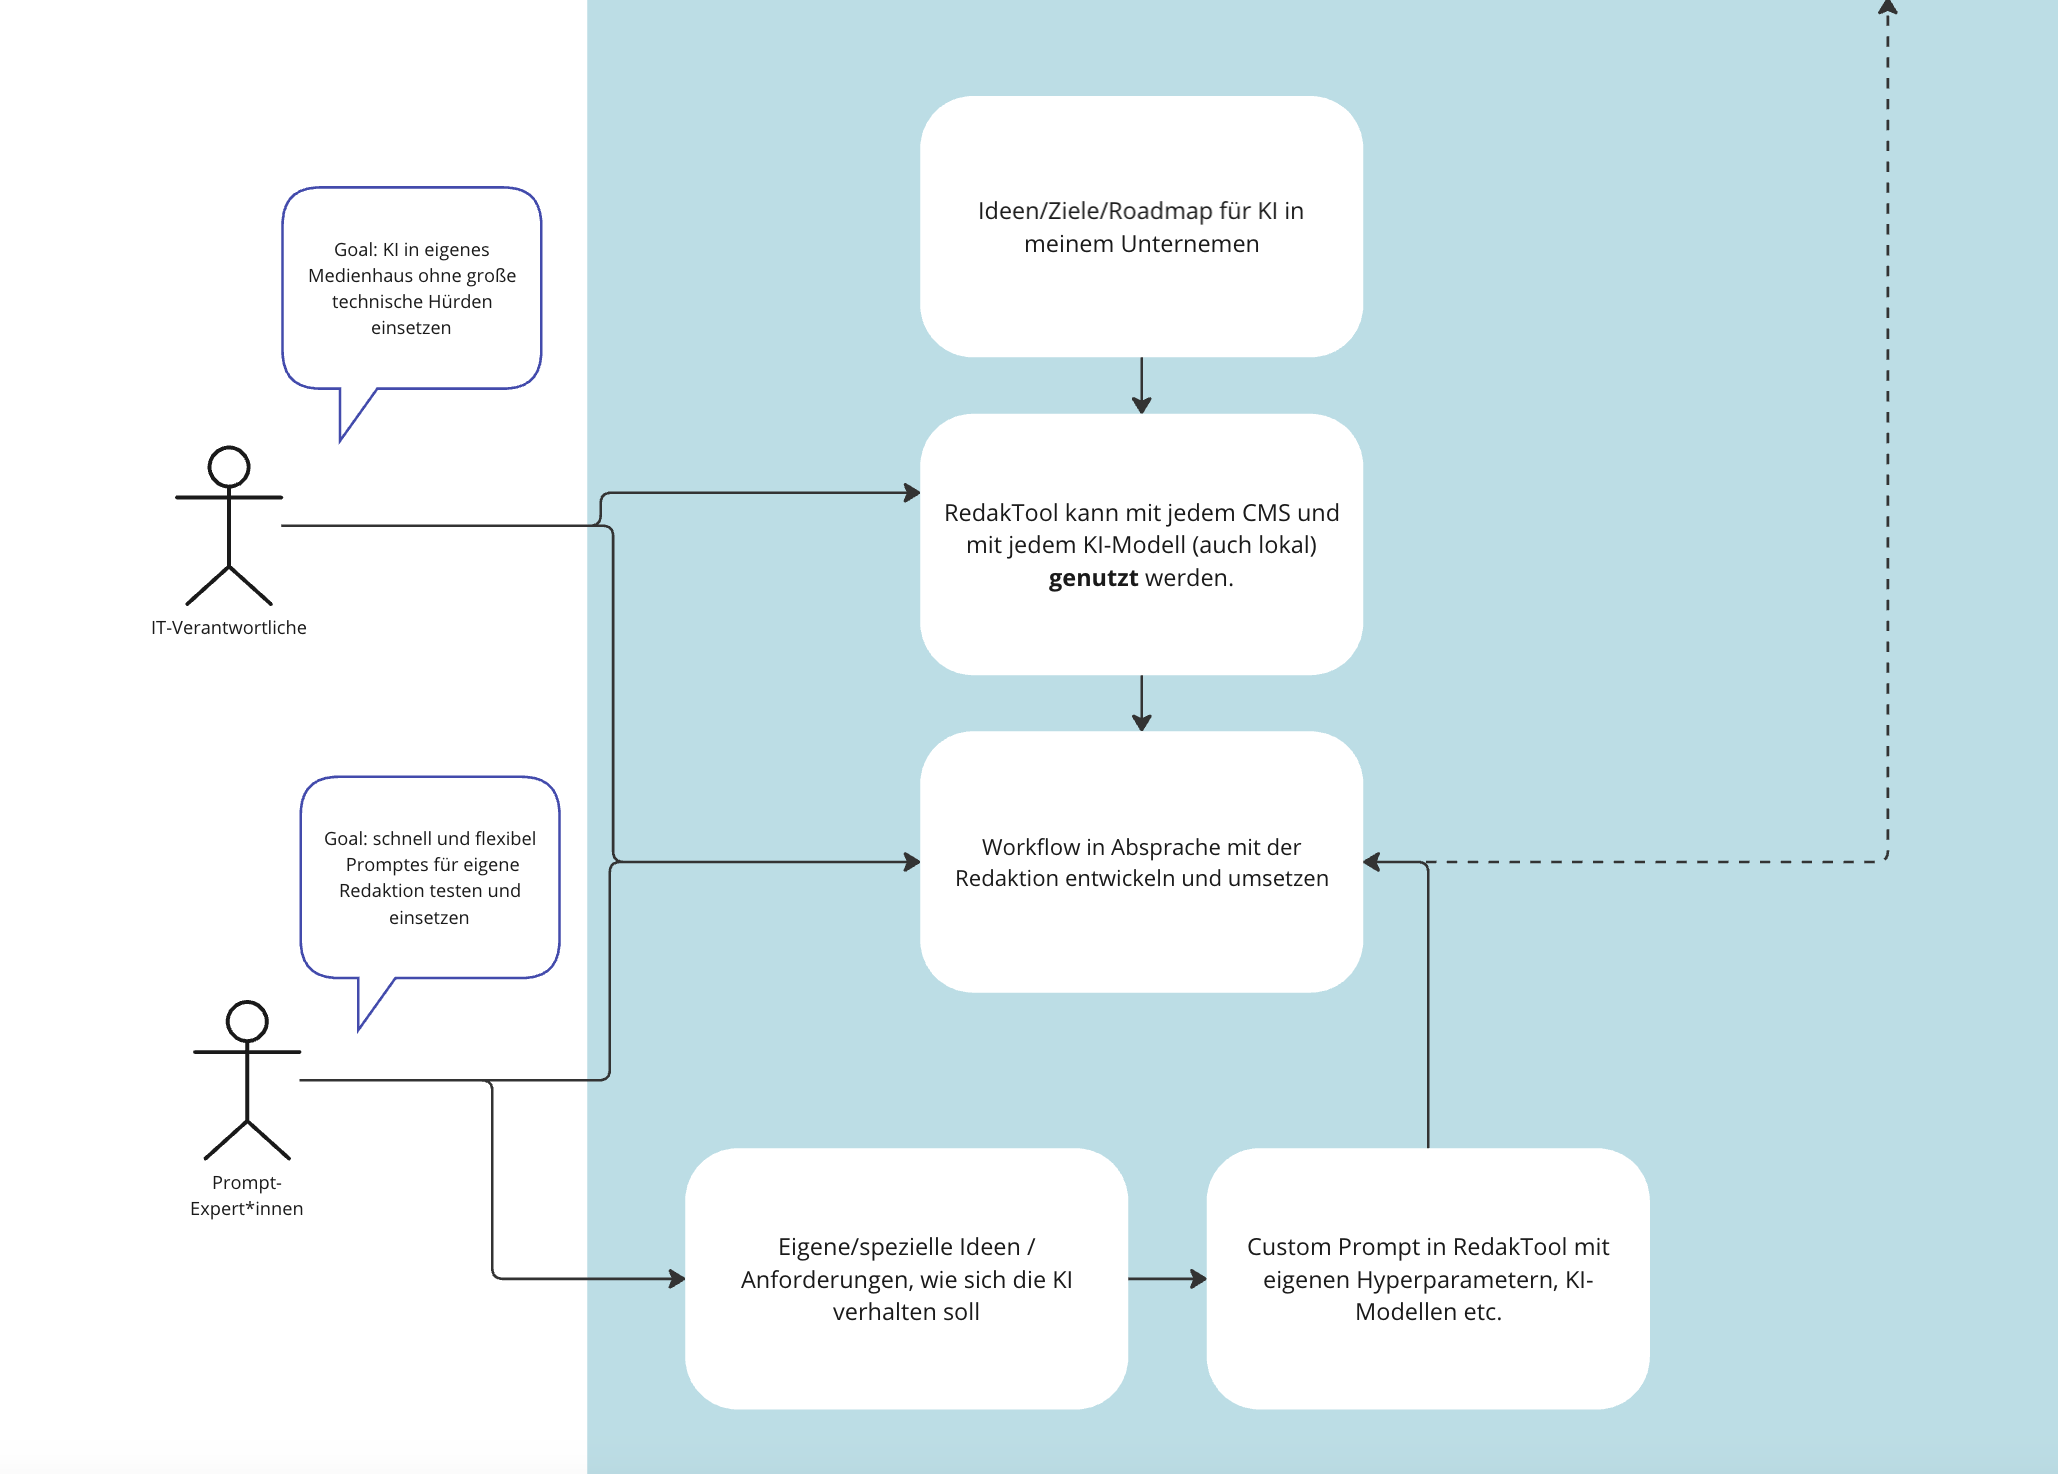 Ideen/Ziele/Roadmap für KI in
meinem Unternemen
Goal: KI in eigenes
Medienhaus ohne große
technische Hürden
einsetzen
IT-Verantwortliche
RedakTool kann mit jedem CMS und
mit jedem KI-Modell (auch lokal)
genutzt werden.
Goal: schnell und flexibel
Promptes für eigene
Redaktion testen und
einsetzen
Workflow in Absprache mit der
Redaktion entwickeln und umsetzen
Prompt-
Expert*innen
Eigene/spezielle Ideen /
Anforderungen, wie sich die KI
verhalten soll
Custom Prompt in RedakTool mit
eigenen Hyperparametern, KI-
Modellen etc.